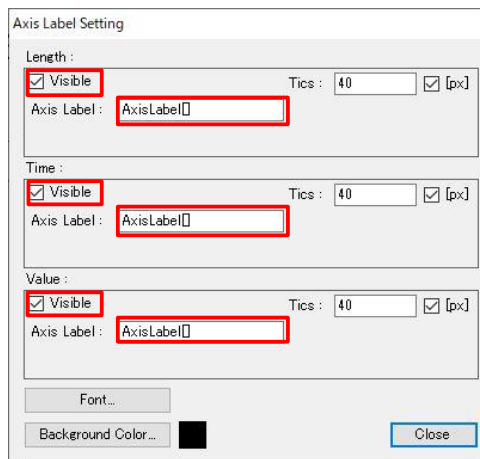 Axis Label Setting
Length :
Visible Tics : 40 [px]
Axis Label : AxisLabel[]
Time :
Visible Tics : 40 [px]
Axis Label : AxisLabel[]
Value :
Visible Tics : 40 [px]
Axis Label : AxisLabel[]
Font...
Background Color... Close